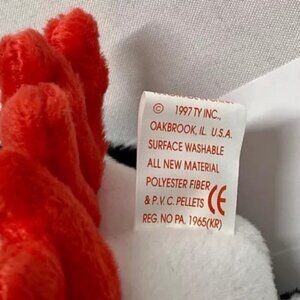 © 1997 TY INC.,
OAKBROOK, IL U.S.A.
SURFACE WASHABLE
ALL NEW MATERIAL
POLYESTER FIBER
& P.V.C. PELLETS CE
REG. NO PA. 1965(KR)